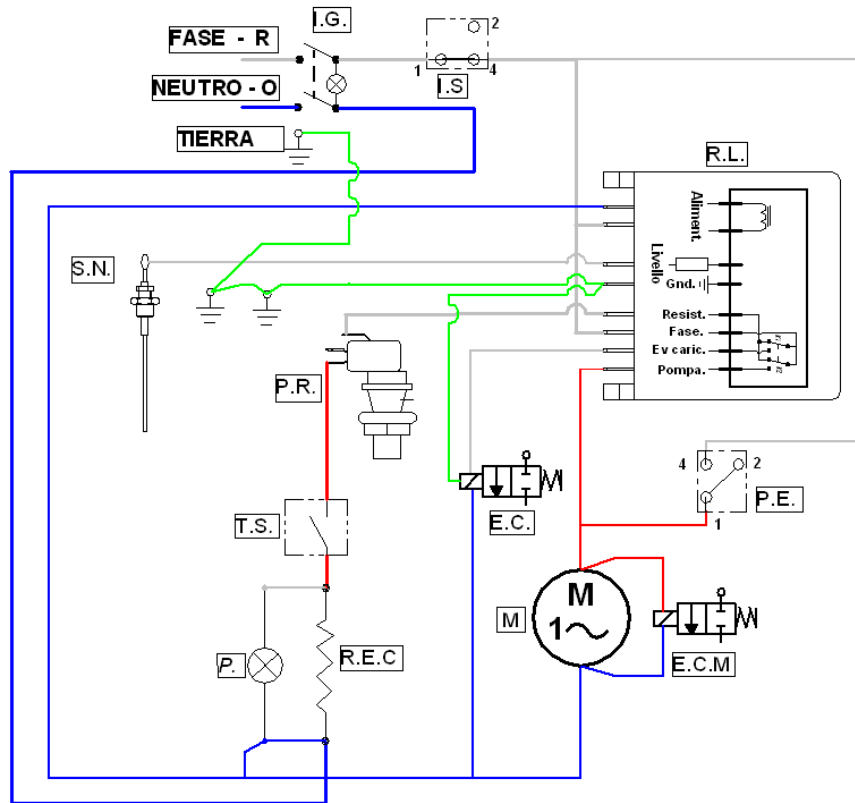 I.G.
FASE - R
2
1
4
I.S
NEUTRO - O
TIERRA
R.L.
Aliment.
S.N.
Livello
Gnd.
Resist.
Fase.
Ev caric.
Pompa.
P.R.
4
2
P.E.
1
E.C.
T.S.
M
M
1
P.
R.E.C
E.C.M